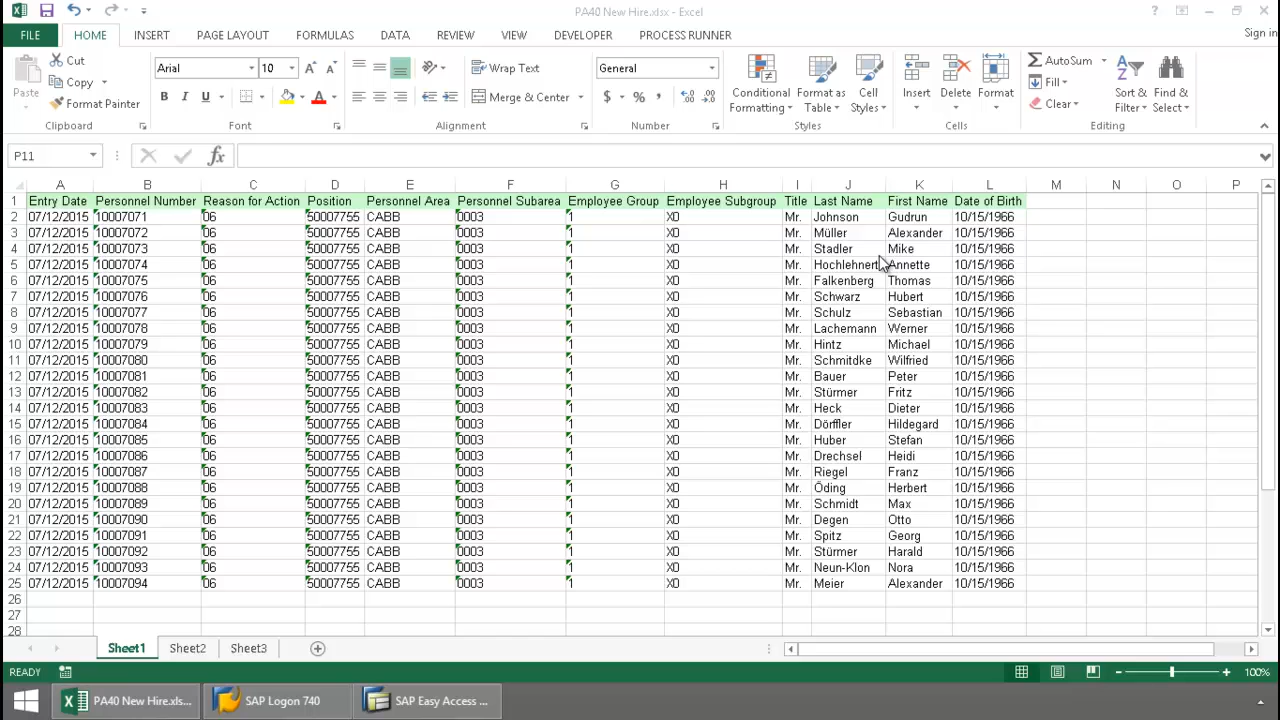 PA40 New Hire.xlsx - Excel
FILE HOME INSERT PAGE LAYOUT FORMULAS DATA REVIEW VIEW DEVELOPER PROCESS RUNNER Sign in
Paste Cut Copy Format Painter Clipboard
Arial 10 B I U A Font
Wrap Text Merge & Center Alignment
General $ % , Number
Conditional Formatting Format as Table Cell Styles Styles
Insert Delete Format Cells
AutoSum Fill Clear Sort & Filter Find & Select Editing
P11 fx
A B C D E F G H I J K L M N O P
1 Entry Date Personnel Number Reason for Action Position Personnel Area Personnel Subarea Employee Group Employee Subgroup Title Last Name First Name Date of Birth
2 07/12/2015 10007071 06 50007755 CABB 0003 1 X0 Mr. Johnson Gudrun 10/15/1966
3 07/12/2015 10007072 06 50007755 CABB 0003 1 X0 Mr. Müller Alexander 10/15/1966
4 07/12/2015 10007073 06 50007755 CABB 0003 1 X0 Mr. Stadler Mike 10/15/1966
5 07/12/2015 10007074 06 50007755 CABB 0003 1 X0 Mr. Hochlehnert Annette 10/15/1966
6 07/12/2015 10007075 06 50007755 CABB 0003 1 X0 Mr. Falkenberg Thomas 10/15/1966
7 07/12/2015 10007076 06 50007755 CABB 0003 1 X0 Mr. Schwarz Hubert 10/15/1966
8 07/12/2015 10007077 06 50007755 CABB 0003 1 X0 Mr. Schulz Sebastian 10/15/1966
9 07/12/2015 10007078 06 50007755 CABB 0003 1 X0 Mr. Lachemann Werner 10/15/1966
10 07/12/2015 10007079 06 50007755 CABB 0003 1 X0 Mr. Hintz Michael 10/15/1966
11 07/12/2015 10007080 06 50007755 CABB 0003 1 X0 Mr. Schmitdke Wilfried 10/15/1966
12 07/12/2015 10007081 06 50007755 CABB 0003 1 X0 Mr. Bauer Peter 10/15/1966
13 07/12/2015 10007082 06 50007755 CABB 0003 1 X0 Mr. Stürmer Fritz 10/15/1966
14 07/12/2015 10007083 06 50007755 CABB 0003 1 X0 Mr. Heck Dieter 10/15/1966
15 07/12/2015 10007084 06 50007755 CABB 0003 1 X0 Mr. Dörffler Hildegard 10/15/1966
16 07/12/2015 10007085 06 50007755 CABB 0003 1 X0 Mr. Huber Stefan 10/15/1966
17 07/12/2015 10007086 06 50007755 CABB 0003 1 X0 Mr. Drechsel Heidi 10/15/1966
18 07/12/2015 10007087 06 50007755 CABB 0003 1 X0 Mr. Riegel Franz 10/15/1966
19 07/12/2015 10007088 06 50007755 CABB 0003 1 X0 Mr. Öding Herbert 10/15/1966
20 07/12/2015 10007089 06 50007755 CABB 0003 1 X0 Mr. Schmidt Max 10/15/1966
21 07/12/2015 10007090 06 50007755 CABB 0003 1 X0 Mr. Degen Otto 10/15/1966
22 07/12/2015 10007091 06 50007755 CABB 0003 1 X0 Mr. Spitz Georg 10/15/1966
23 07/12/2015 10007092 06 50007755 CABB 0003 1 X0 Mr. Stürmer Harald 10/15/1966
24 07/12/2015 10007093 06 50007755 CABB 0003 1 X0 Mr. Neun-Klon Nora 10/15/1966
25 07/12/2015 10007094 06 50007755 CABB 0003 1 X0 Mr. Meier Alexander 10/15/1966
26
27
28
Sheet1 Sheet2 Sheet3
READY 100%
PA40 New Hire.xls... SAP Logon 740 SAP Easy Access ...